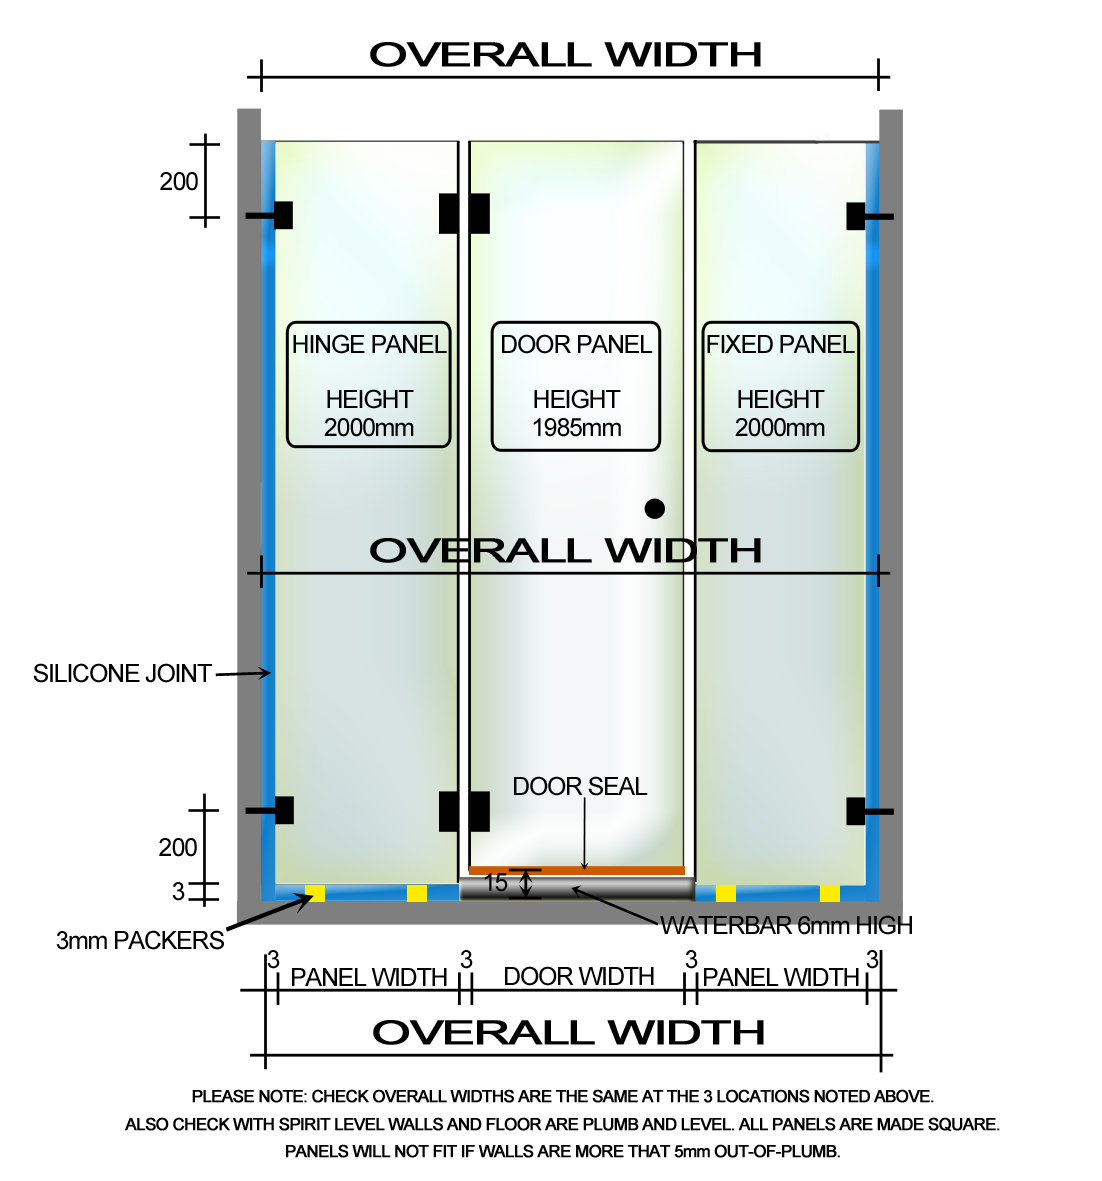 OVERALL WIDTH
200
HINGE PANEL
HEIGHT
2000mm
DOOR PANEL
HEIGHT
1985mm
FIXED PANEL
HEIGHT
2000mm
OVERALL WIDTH
SILICONE JOINT
DOOR SEAL
200
15
3
WATERBAR 6mm HIGH
3mm PACKERS
3 3 3 3
PANEL WIDTH DOOR WIDTH PANEL WIDTH
OVERALL WIDTH
PLEASE NOTE: CHECK OVERALL WIDTHS ARE THE SAME AT THE 3 LOCATIONS NOTED ABOVE.
ALSO CHECK WITH SPIRIT LEVEL WALLS AND FLOOR ARE PLUMB AND LEVEL. ALL PANELS ARE MADE SQUARE.
PANELS WILL NOT FIT IF WALLS ARE MORE THAT 5mm OUT-OF-PLUMB.